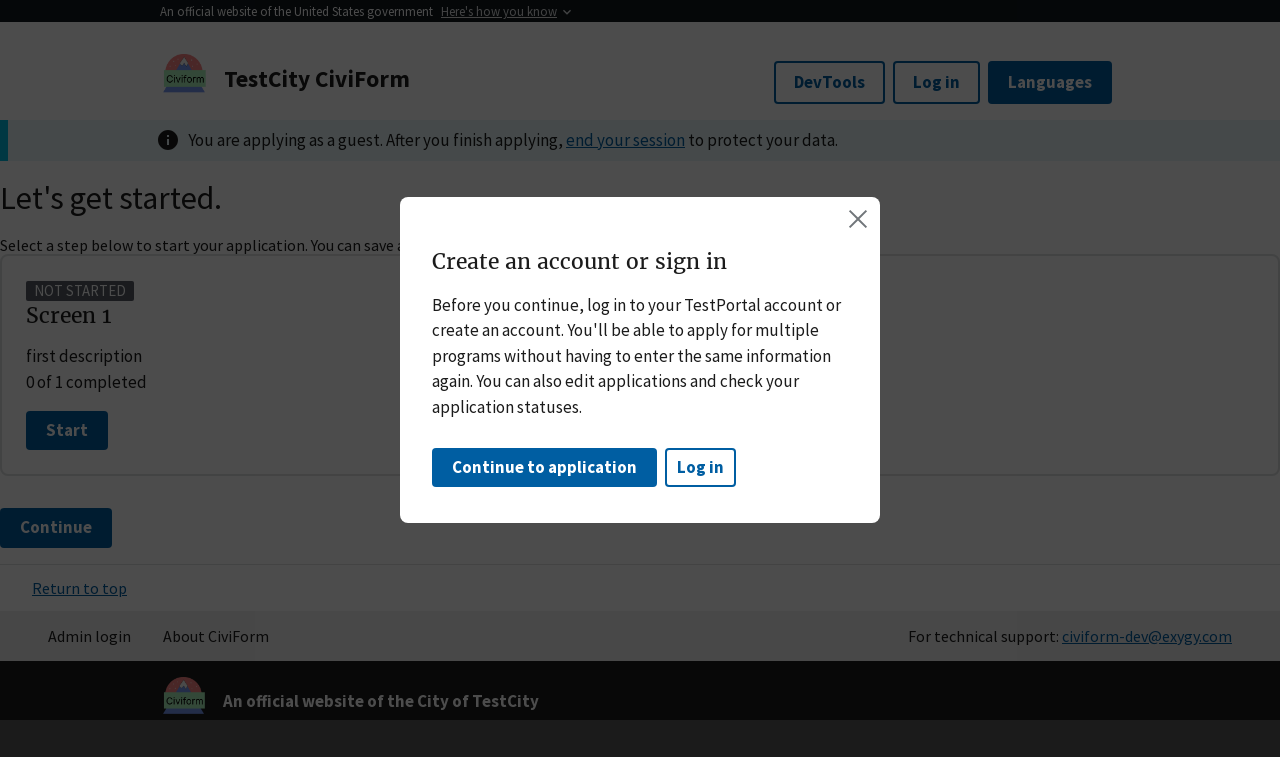 An official website of the United States government Here's how you know
Civiform
TestCity CiviForm
DevTools
Log in
Languages
You are applying as a guest. After you finish applying, end your session to protect your data.
Let's get started.
Select a step below to start your application. You can save
NOT STARTED
Screen 1
first description
0 of 1 completed
Start
Create an account or sign in
Before you continue, log in to your TestPortal account or
create an account. You'll be able to apply for multiple
programs without having to enter the same information
again. You can also edit applications and check your
application statuses.
Continue to application
Log in
Continue
Return to top
Admin login
About CiviForm
For technical support: civiform-dev@exygy.com
Civiform
An official website of the City of TestCity